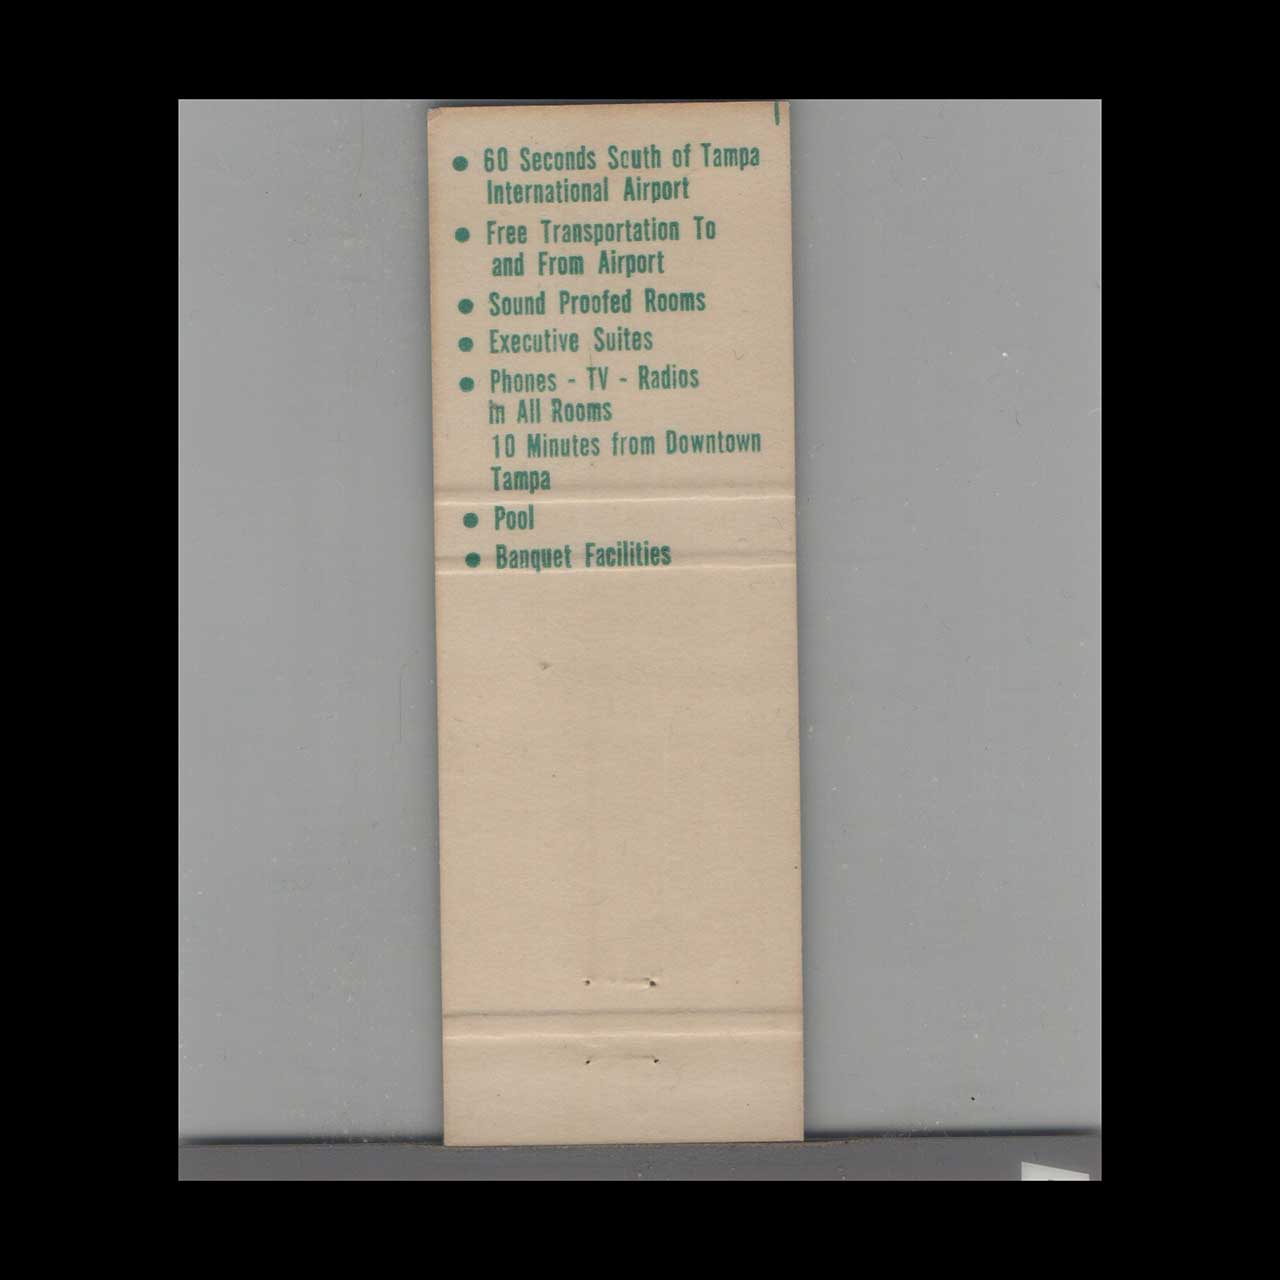 • 60 Seconds South of Tampa
International Airport
• Free Transportation To
and From Airport
• Sound Proofed Rooms
• Executive Suites
• Phones - TV - Radios
in All Rooms
10 Minutes from Downtown
Tampa
• Pool
• Banquet Facilities